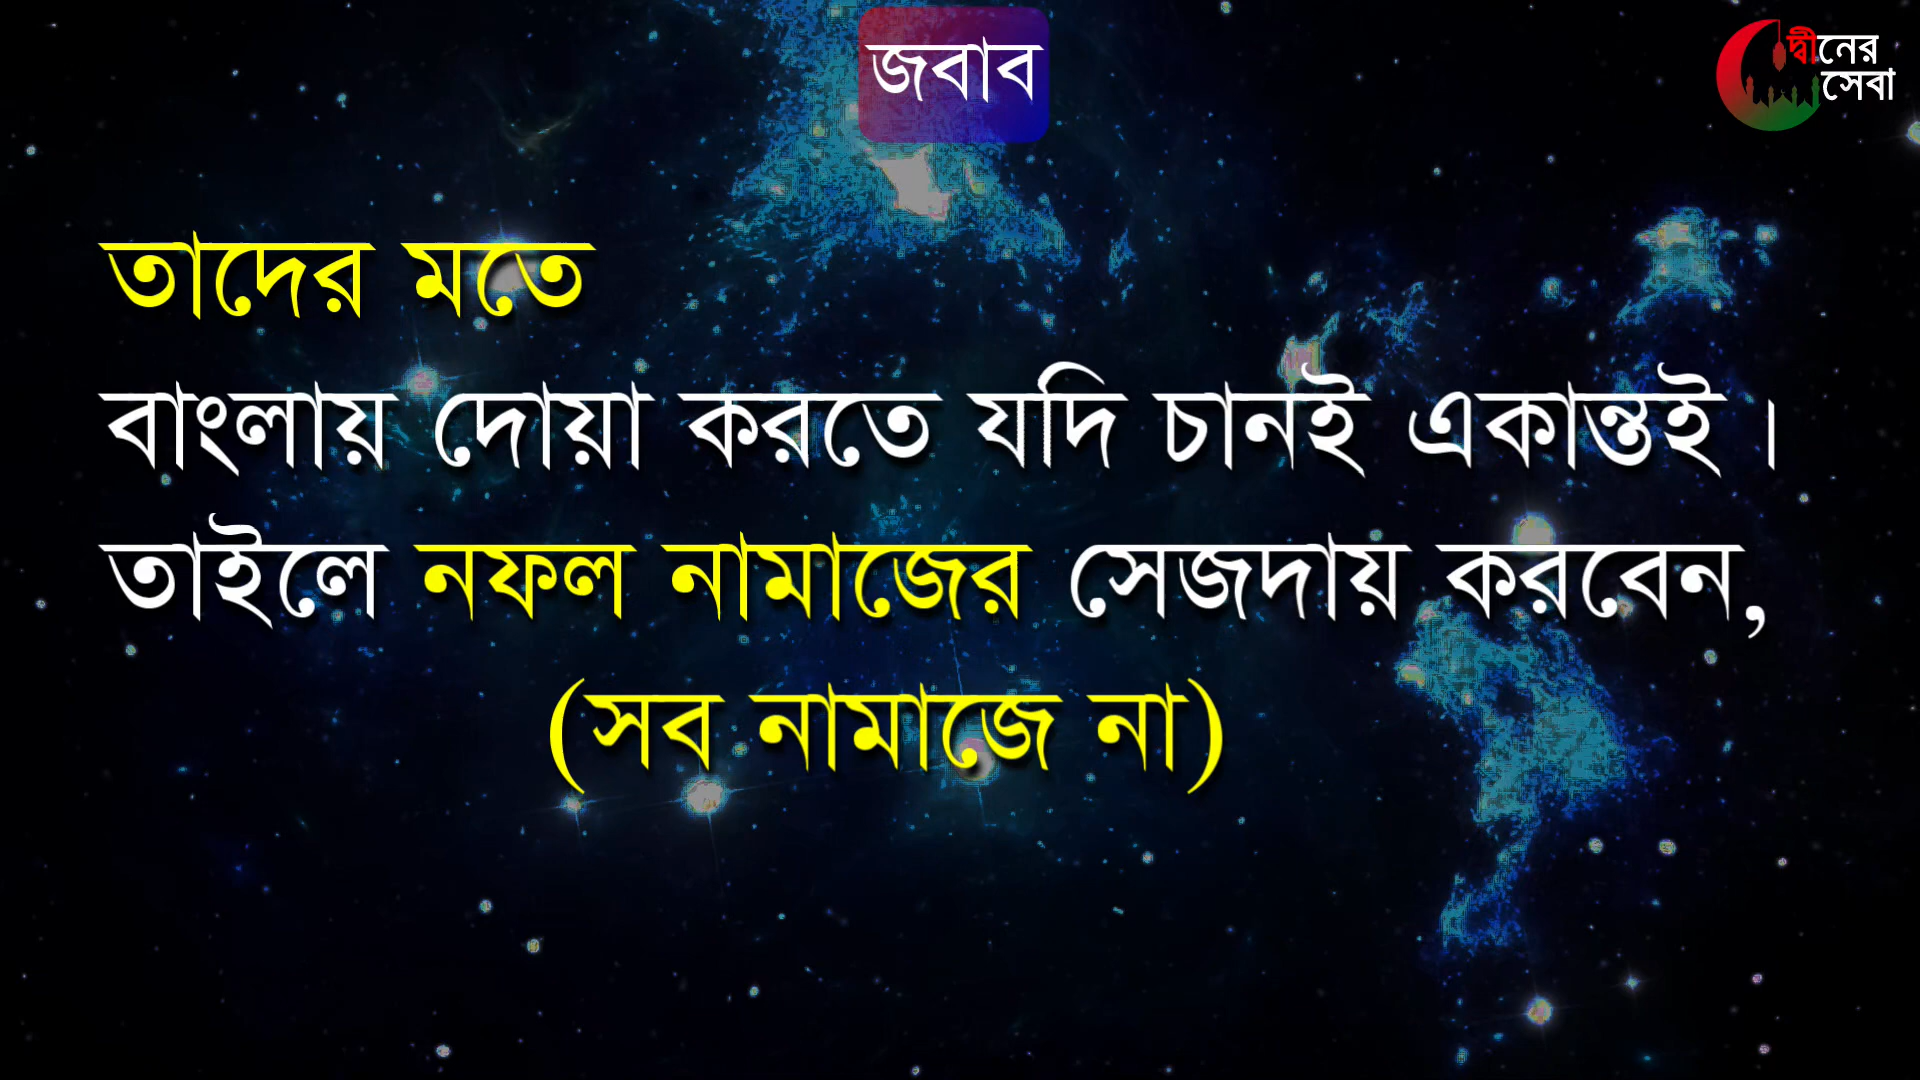 জবাব
দ্বীনের
সেবা
তাদের মতে
বাংলায় দোয়া করতে যদি চানই একান্তই।
তাইলে নফল নামাজের সেজদায় করবেন,
(সব নামাজে না)